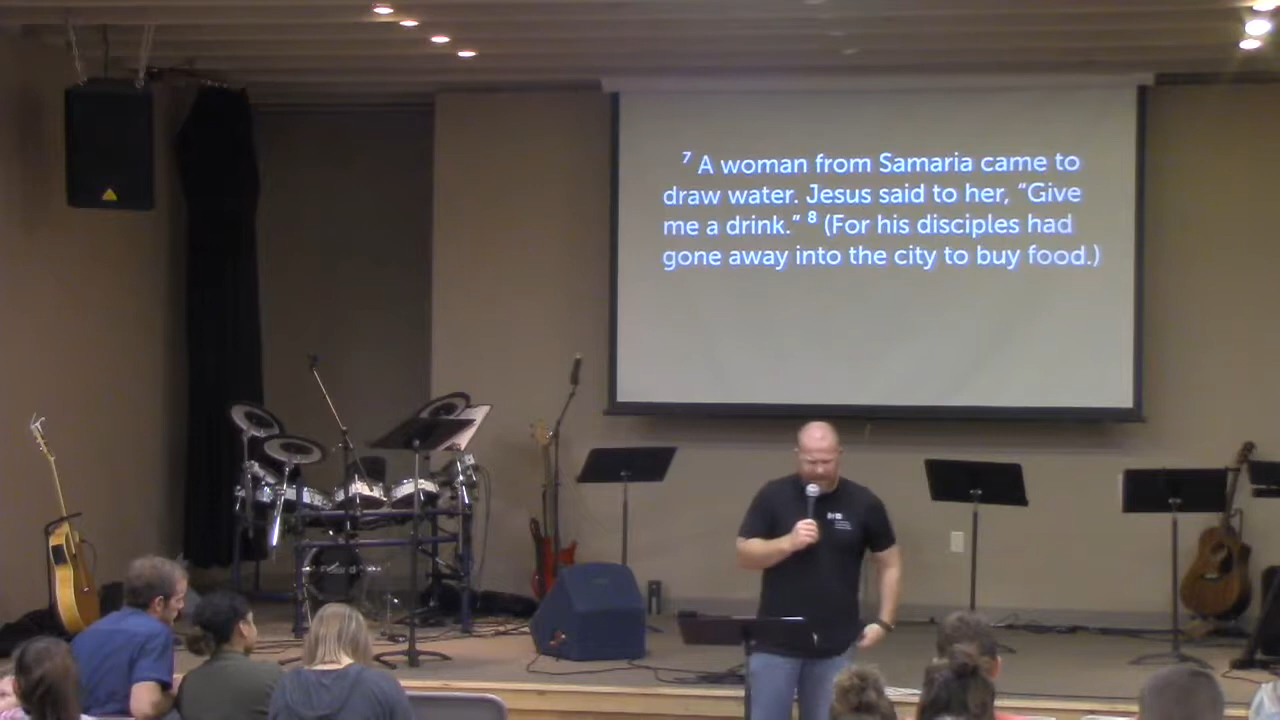 ⁷ A woman from Samaria came to
draw water. Jesus said to her, “Give
me a drink.” ⁸ (For his disciples had
gone away into the city to buy food.)